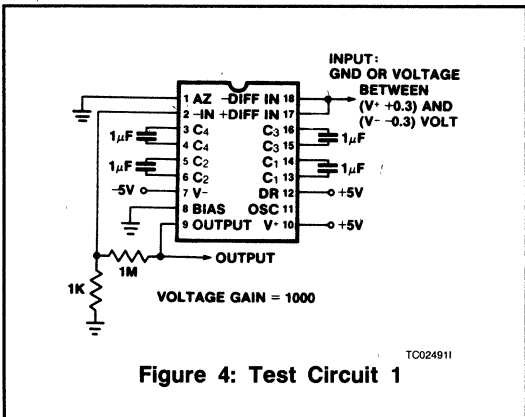 INPUT:
GND OR VOLTAGE
BETWEEN
(V+ +0.3) AND
(V- -0.3) VOLT
1 AZ -DIFF IN 18
2 -IN +DIFF IN 17
3 C4 C3 16
4 C4 C3 15
5 C2 C1 14
6 C2 C1 13
7 V- DR 12
8 BIAS OSC 11
9 OUTPUT V+ 10
1µF
1µF
1µF
1µF
-5V
+5V
+5V
1M
OUTPUT
1K
VOLTAGE GAIN = 1000
TC02491I
Figure 4: Test Circuit 1